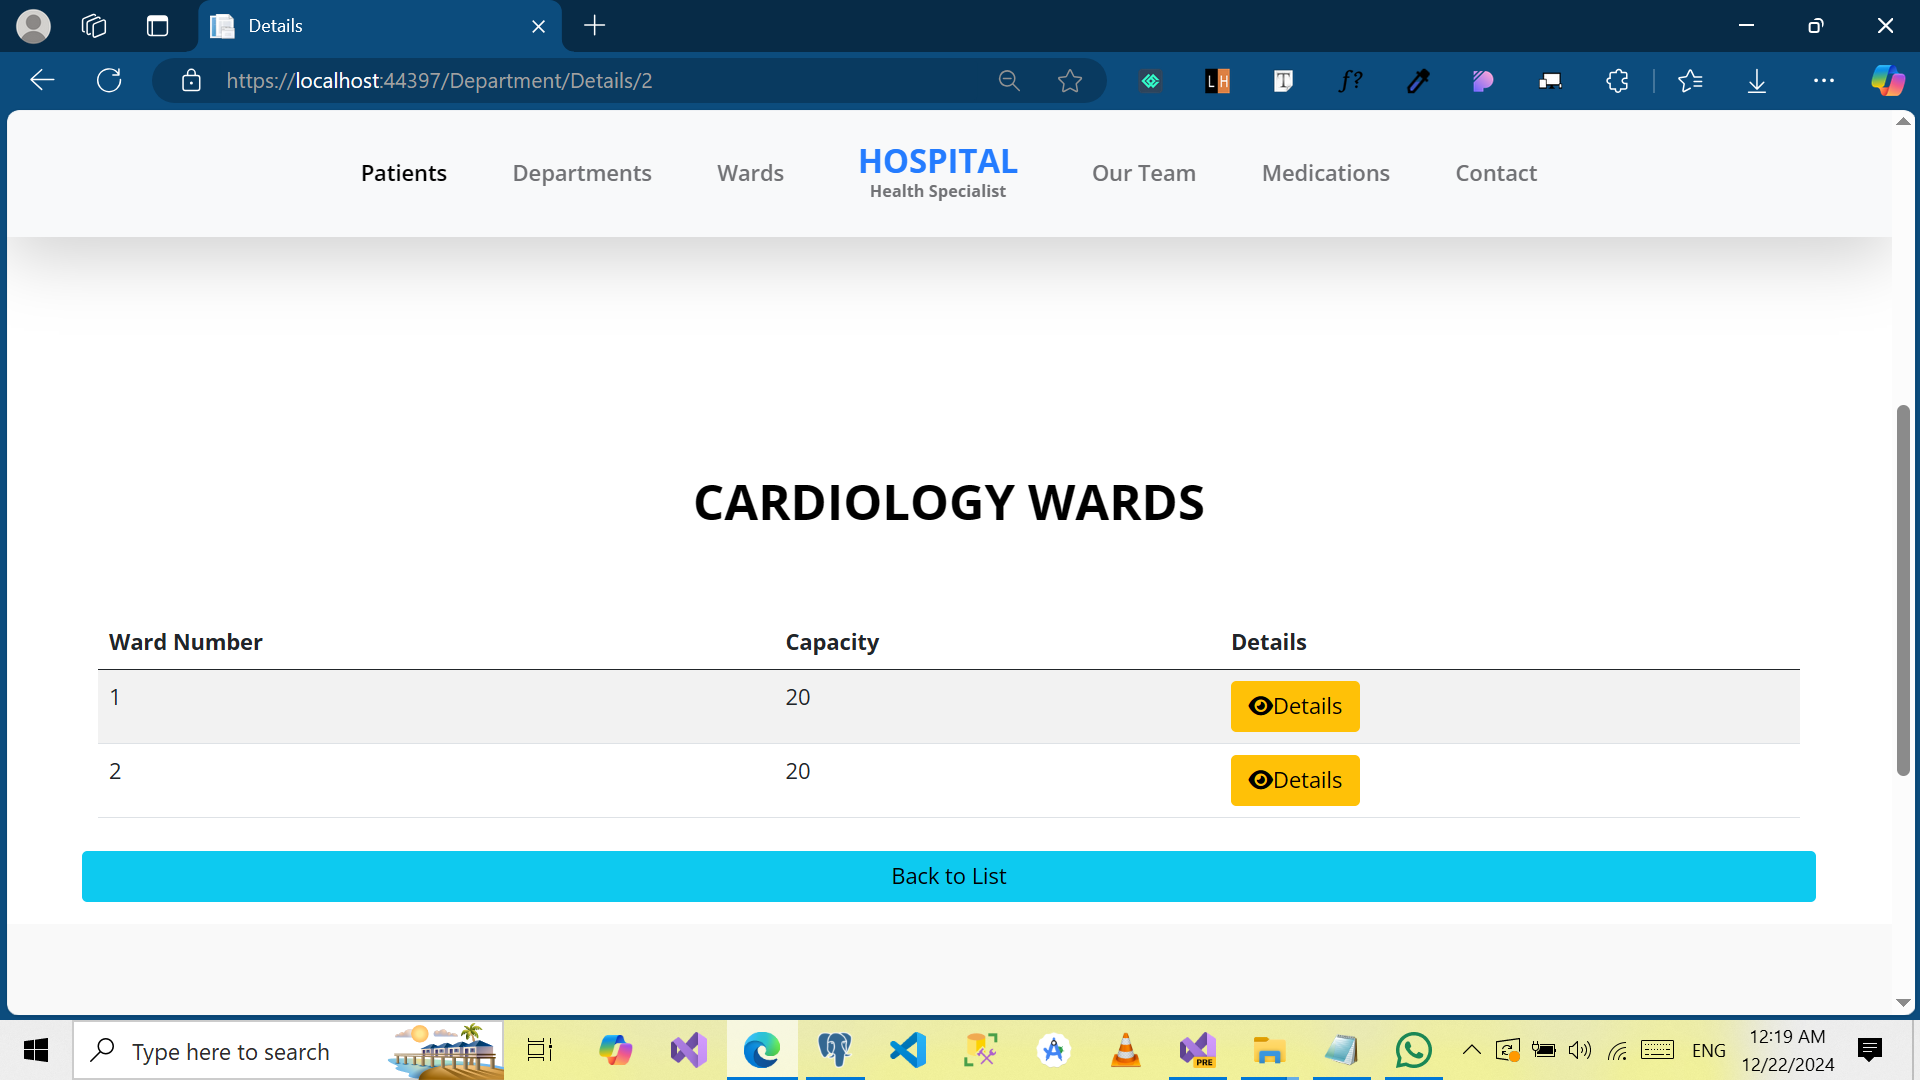 Details
https://localhost:44397/Department/Details/2
LH
T
f?
Patients
Departments
Wards
HOSPITAL
Health Specialist
Our Team
Medications
Contact
CARDIOLOGY WARDS
Ward Number Capacity Details
1 20 Details
2 20 Details
Back to List
Type here to search
PRE
ENG
12:19 AM
12/22/2024